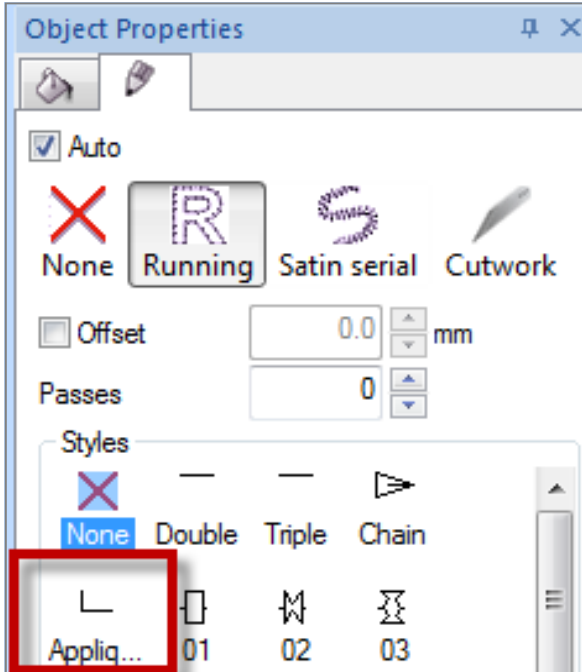 Object Properties
Auto
None Running Satin serial Cutwork
Offset 0.0 mm
Passes 0
Styles
None Double Triple Chain
Appliq... 01 02 03